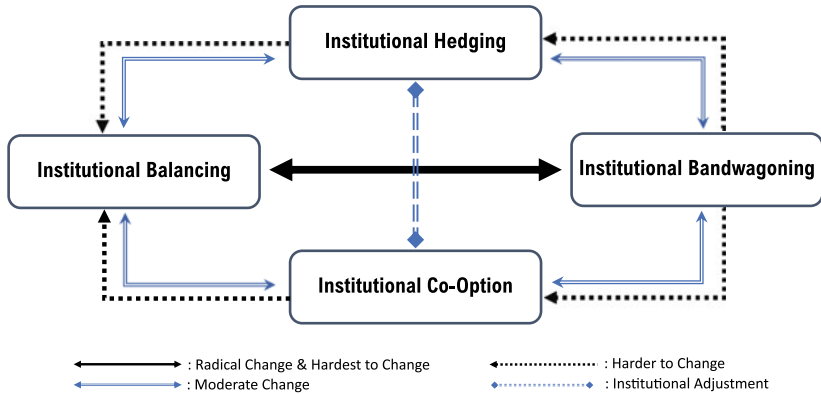 Institutional Hedging
Institutional Balancing
Institutional Bandwagoning
Institutional Co-Option
: Radical Change & Hardest to Change
: Harder to Change
: Moderate Change
: Institutional Adjustment